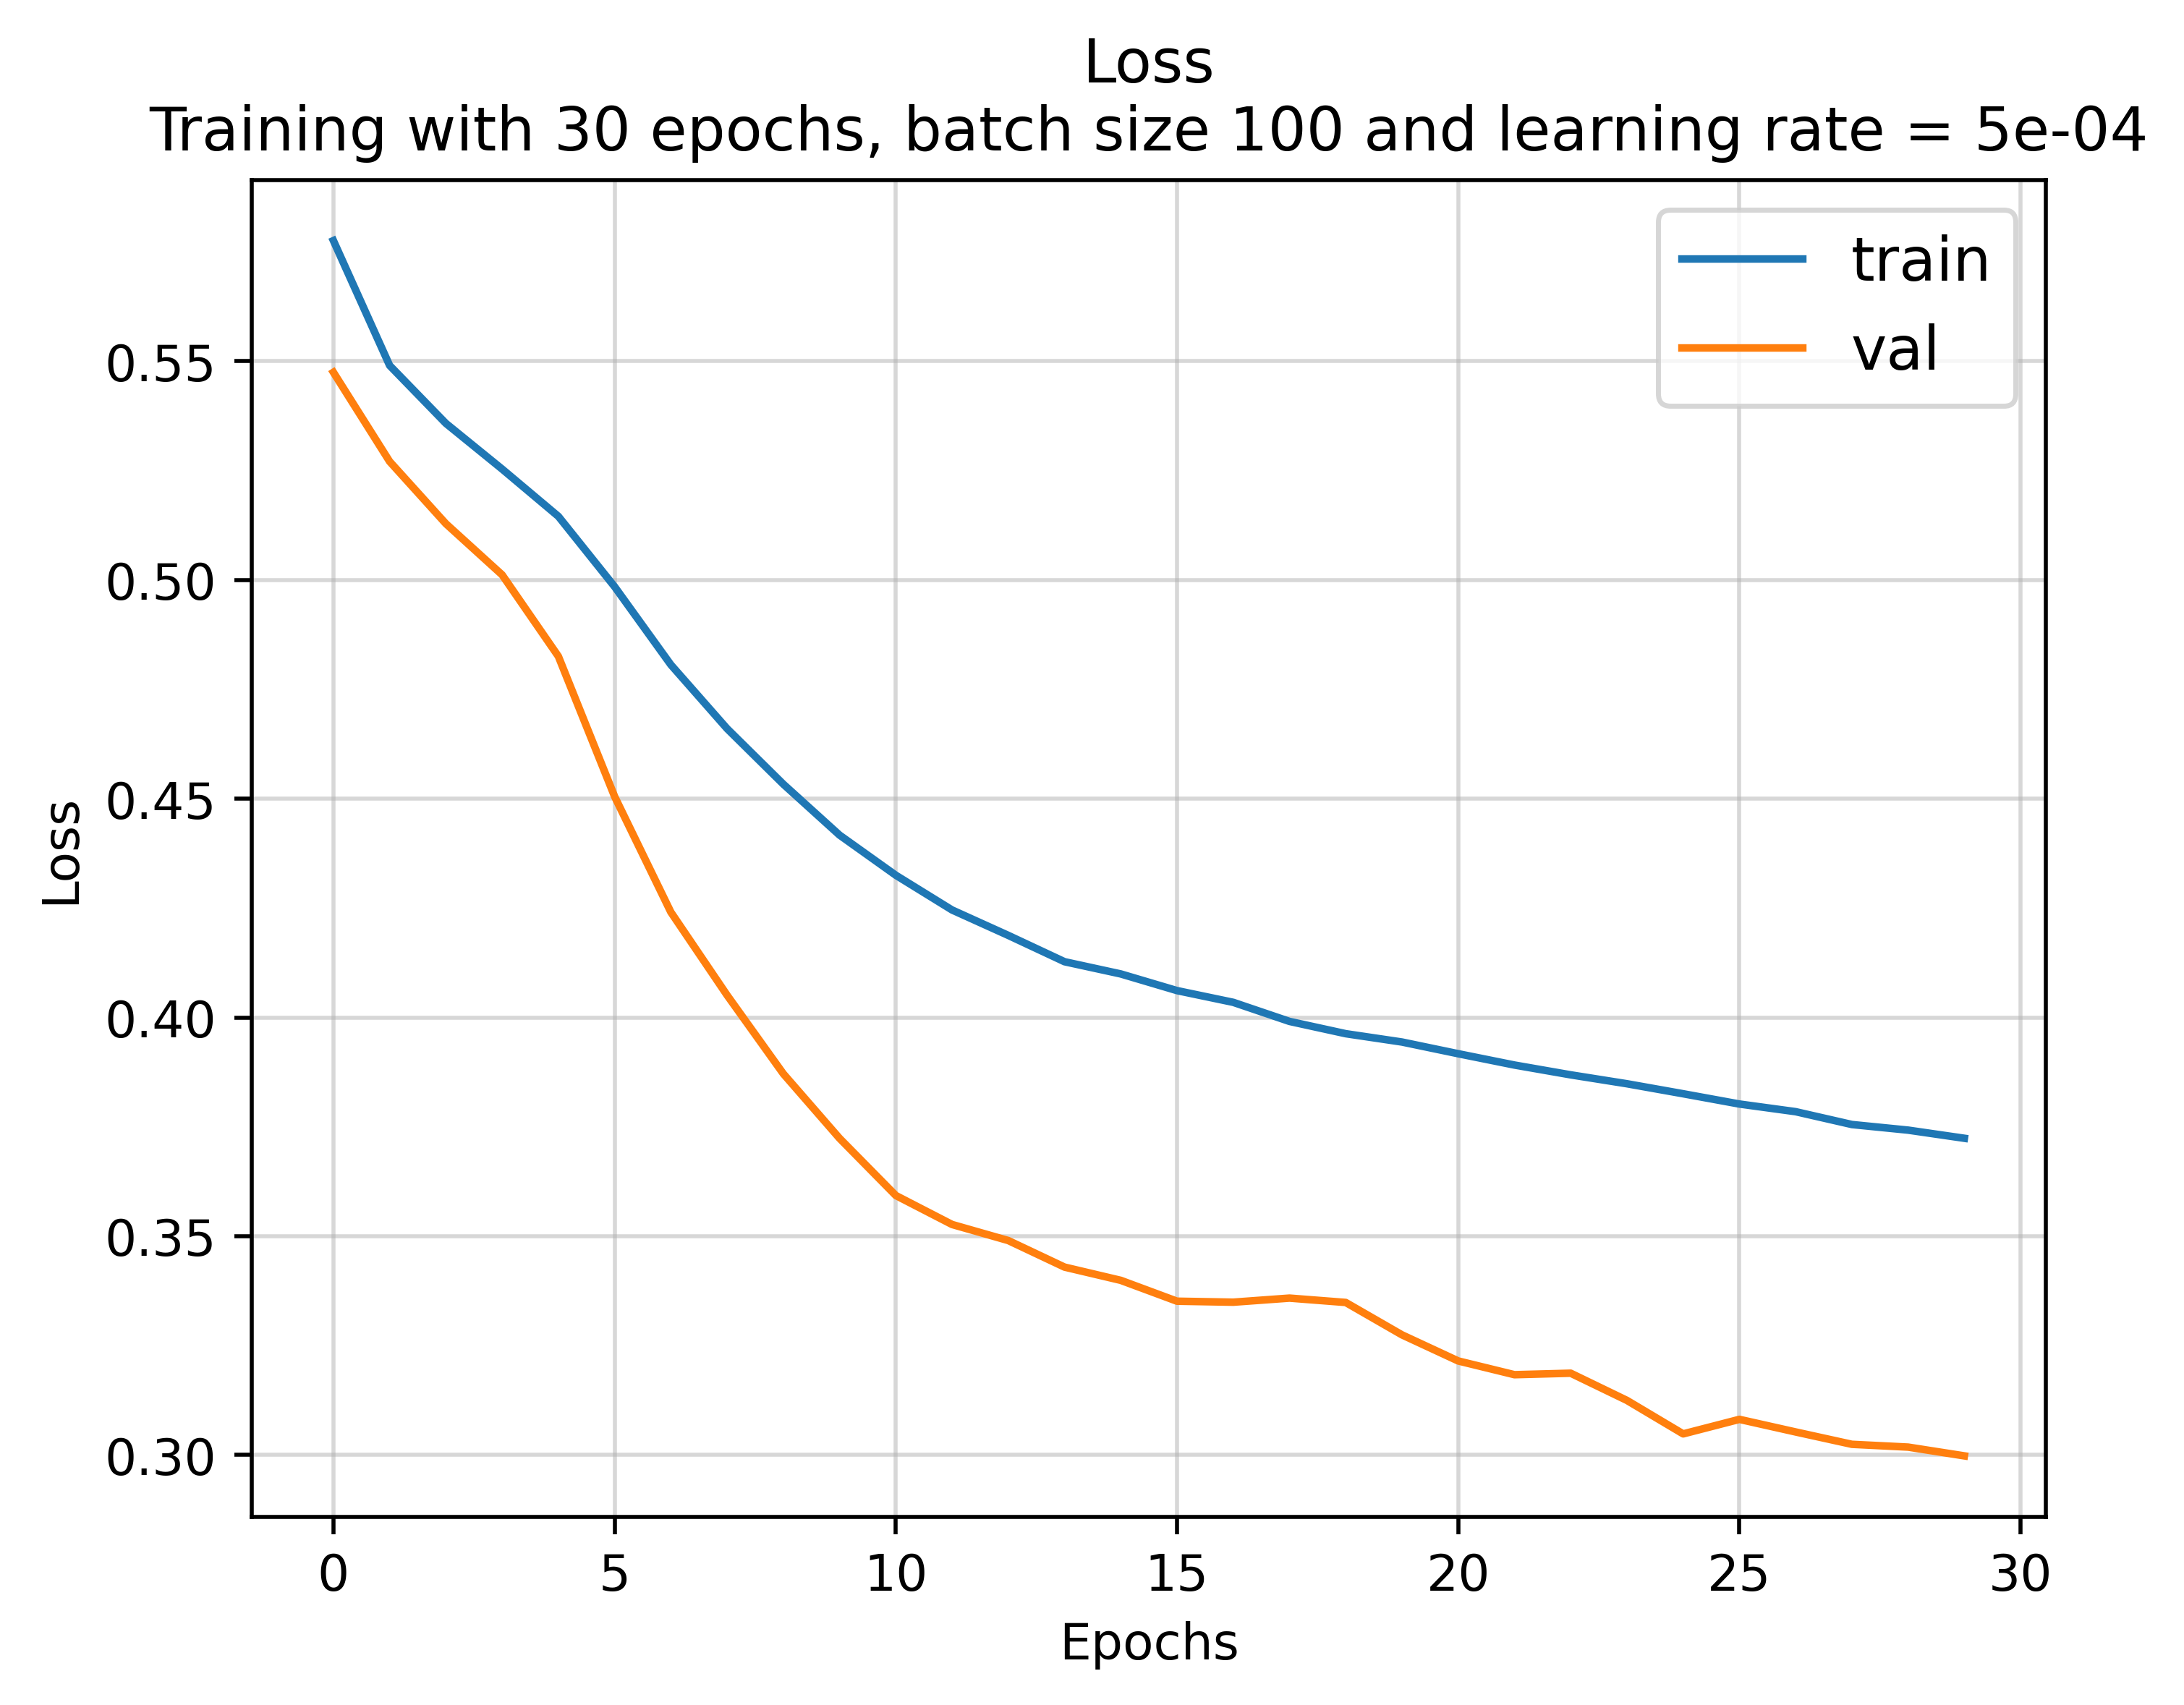 Loss
Training with 30 epochs, batch size 100 and learning rate = 5e-04
train
val
0.55
0.50
0.45
0.40
0.35
0.30
Loss
0 5 10 15 20 25 30
Epochs